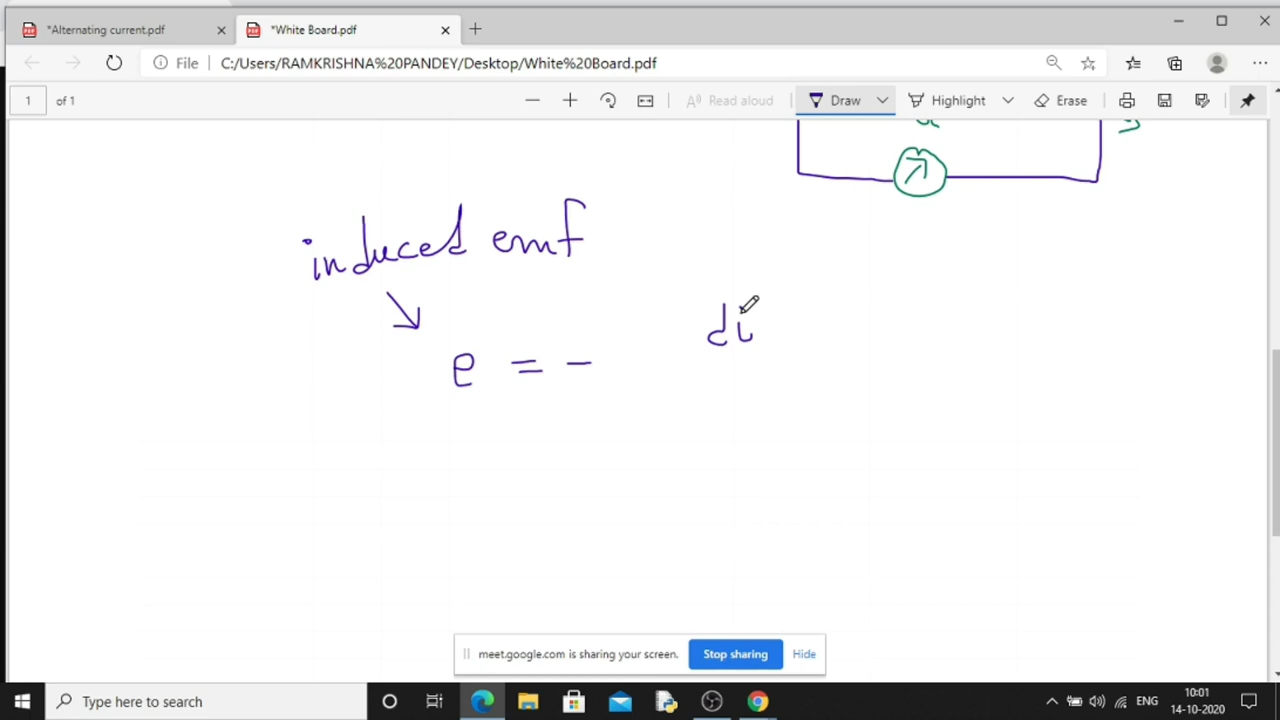 *Alternating current.pdf
*White Board.pdf
File
C:/Users/RAMKRISHNA%20PANDEY/Desktop/White%20Board.pdf
1 of 1
Read aloud
Draw
Highlight
Erase
induced emf
e = - di
meet.google.com is sharing your screen.
Stop sharing
Hide
Type here to search
ENG
10:01
14-10-2020